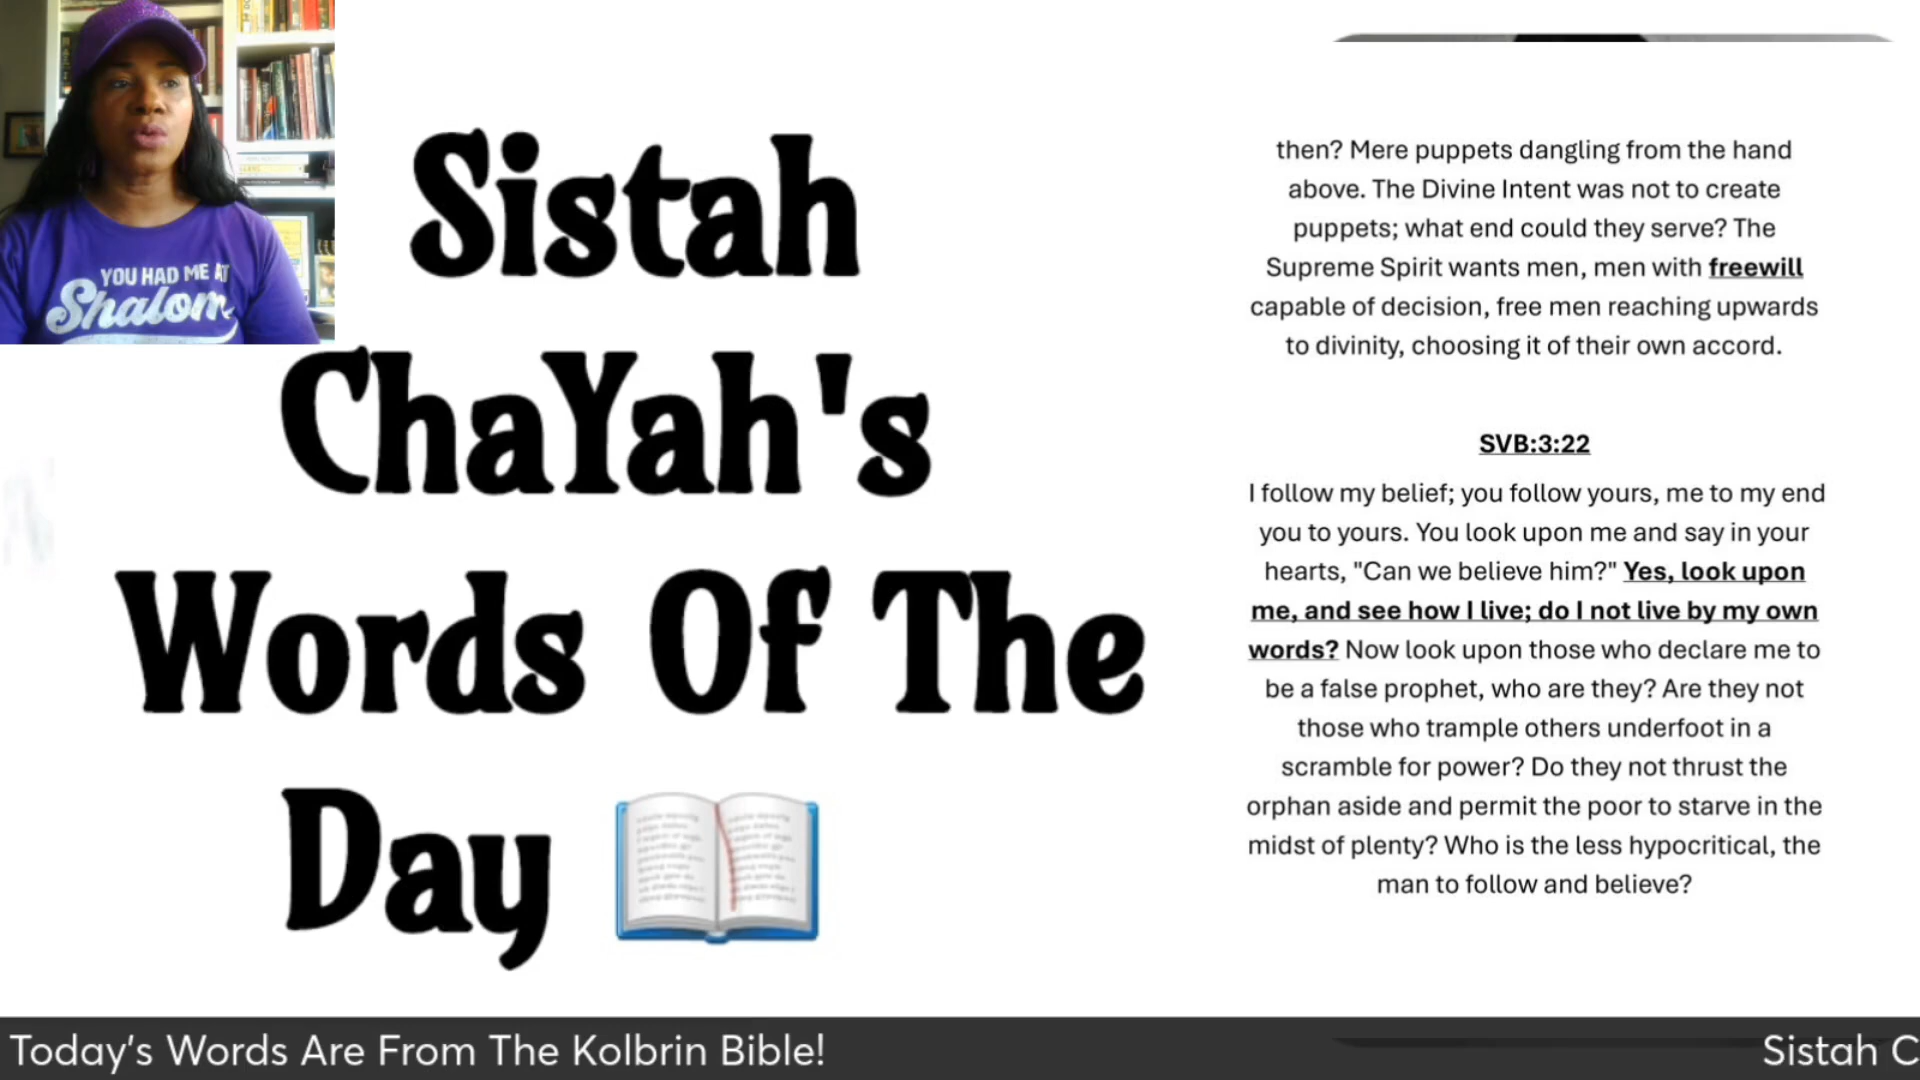 YOU HAD ME AT
Shalom
Sistah
ChaYah's
Words Of The
Day
then? Mere puppets dangling from the hand
above. The Divine Intent was not to create
puppets; what end could they serve? The
Supreme Spirit wants men, men with freewill
capable of decision, free men reaching upwards
to divinity, choosing it of their own accord.
SVB:3:22
I follow my belief; you follow yours, me to my end
you to yours. You look upon me and say in your
hearts, "Can we believe him?" Yes, look upon
me, and see how I live; do I not live by my own
words? Now look upon those who declare me to
be a false prophet, who are they? Are they not
those who trample others underfoot in a
scramble for power? Do they not thrust the
orphan aside and permit the poor to starve in the
midst of plenty? Who is the less hypocritical, the
man to follow and believe?
Today's Words Are From The Kolbrin Bible!
Sistah C